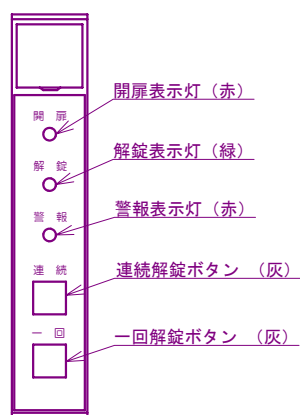 開扉表示灯（赤）
開　扉
解錠表示灯（緑）
解　錠
警報表示灯（赤）
警　報
連続解錠ボタン　（灰）
連　続
一　回
一回解錠ボタン　（灰）